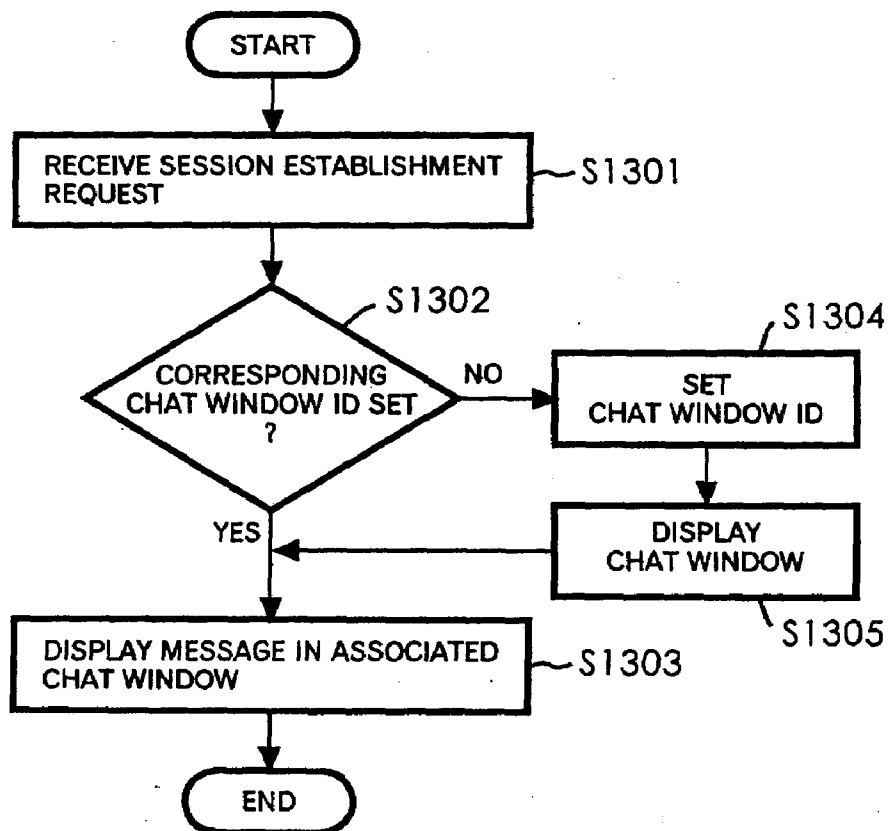 START
RECEIVE SESSION ESTABLISHMENT
REQUEST
S1301
S1302
CORRESPONDING
CHAT WINDOW ID SET
?
NO
S1304
SET
CHAT WINDOW ID
YES
DISPLAY
CHAT WINDOW
S1305
DISPLAY MESSAGE IN ASSOCIATED
CHAT WINDOW
S1303
END